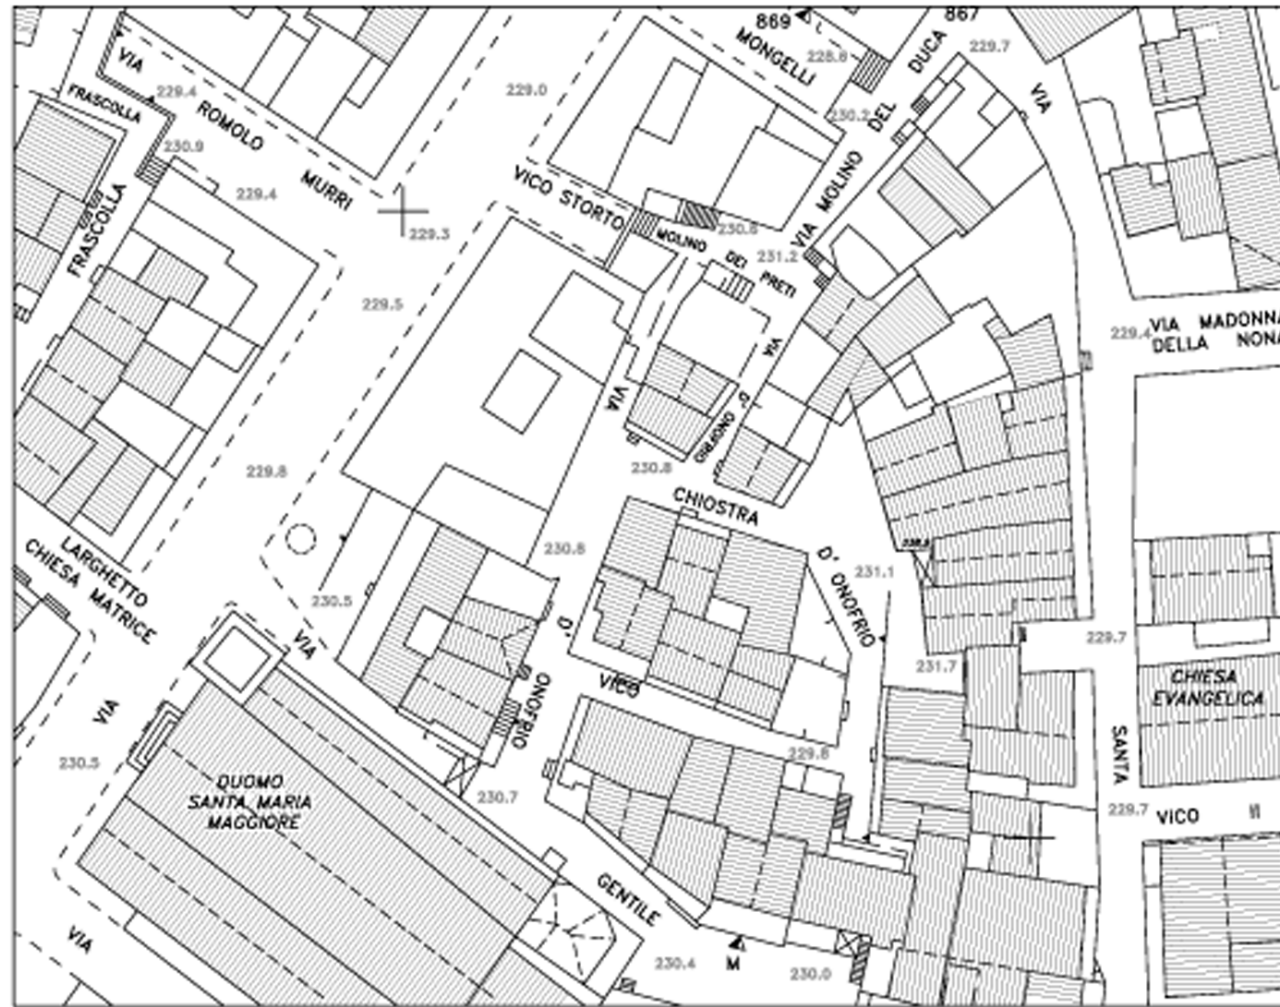 869
867
MONGELLI
228.6
DUCA
229.7
VIA
VIA
229.4
229.0
FRASCOLLA
ROMOLO
230.2
DEL
230.9
MURRI
229.4
VICO STORTO
VIA MOLINO
FRASCOLLA
229.3
230.6
MOLINO
DEI PRETI
231.2
229.5
229.4
VIA MADONNA
DELLA NONA
VIA
VIA
D' ONOFRIO
229.8
230.8
CHIOSTRA
D' ONOFRIO
LARGHETTO
CHIESA MATRICE
230.8
231.1
230.5
VIA
D'
ONOFRIO
229.7
231.7
VICO
CHIESA
EVANGELICA
VIA
SANTA
229.8
230.5
QUOMO
SANTA MARIA
MAGGIORE
230.7
229.7
VICO II
GENTILE
VIA
230.4
M
230.0